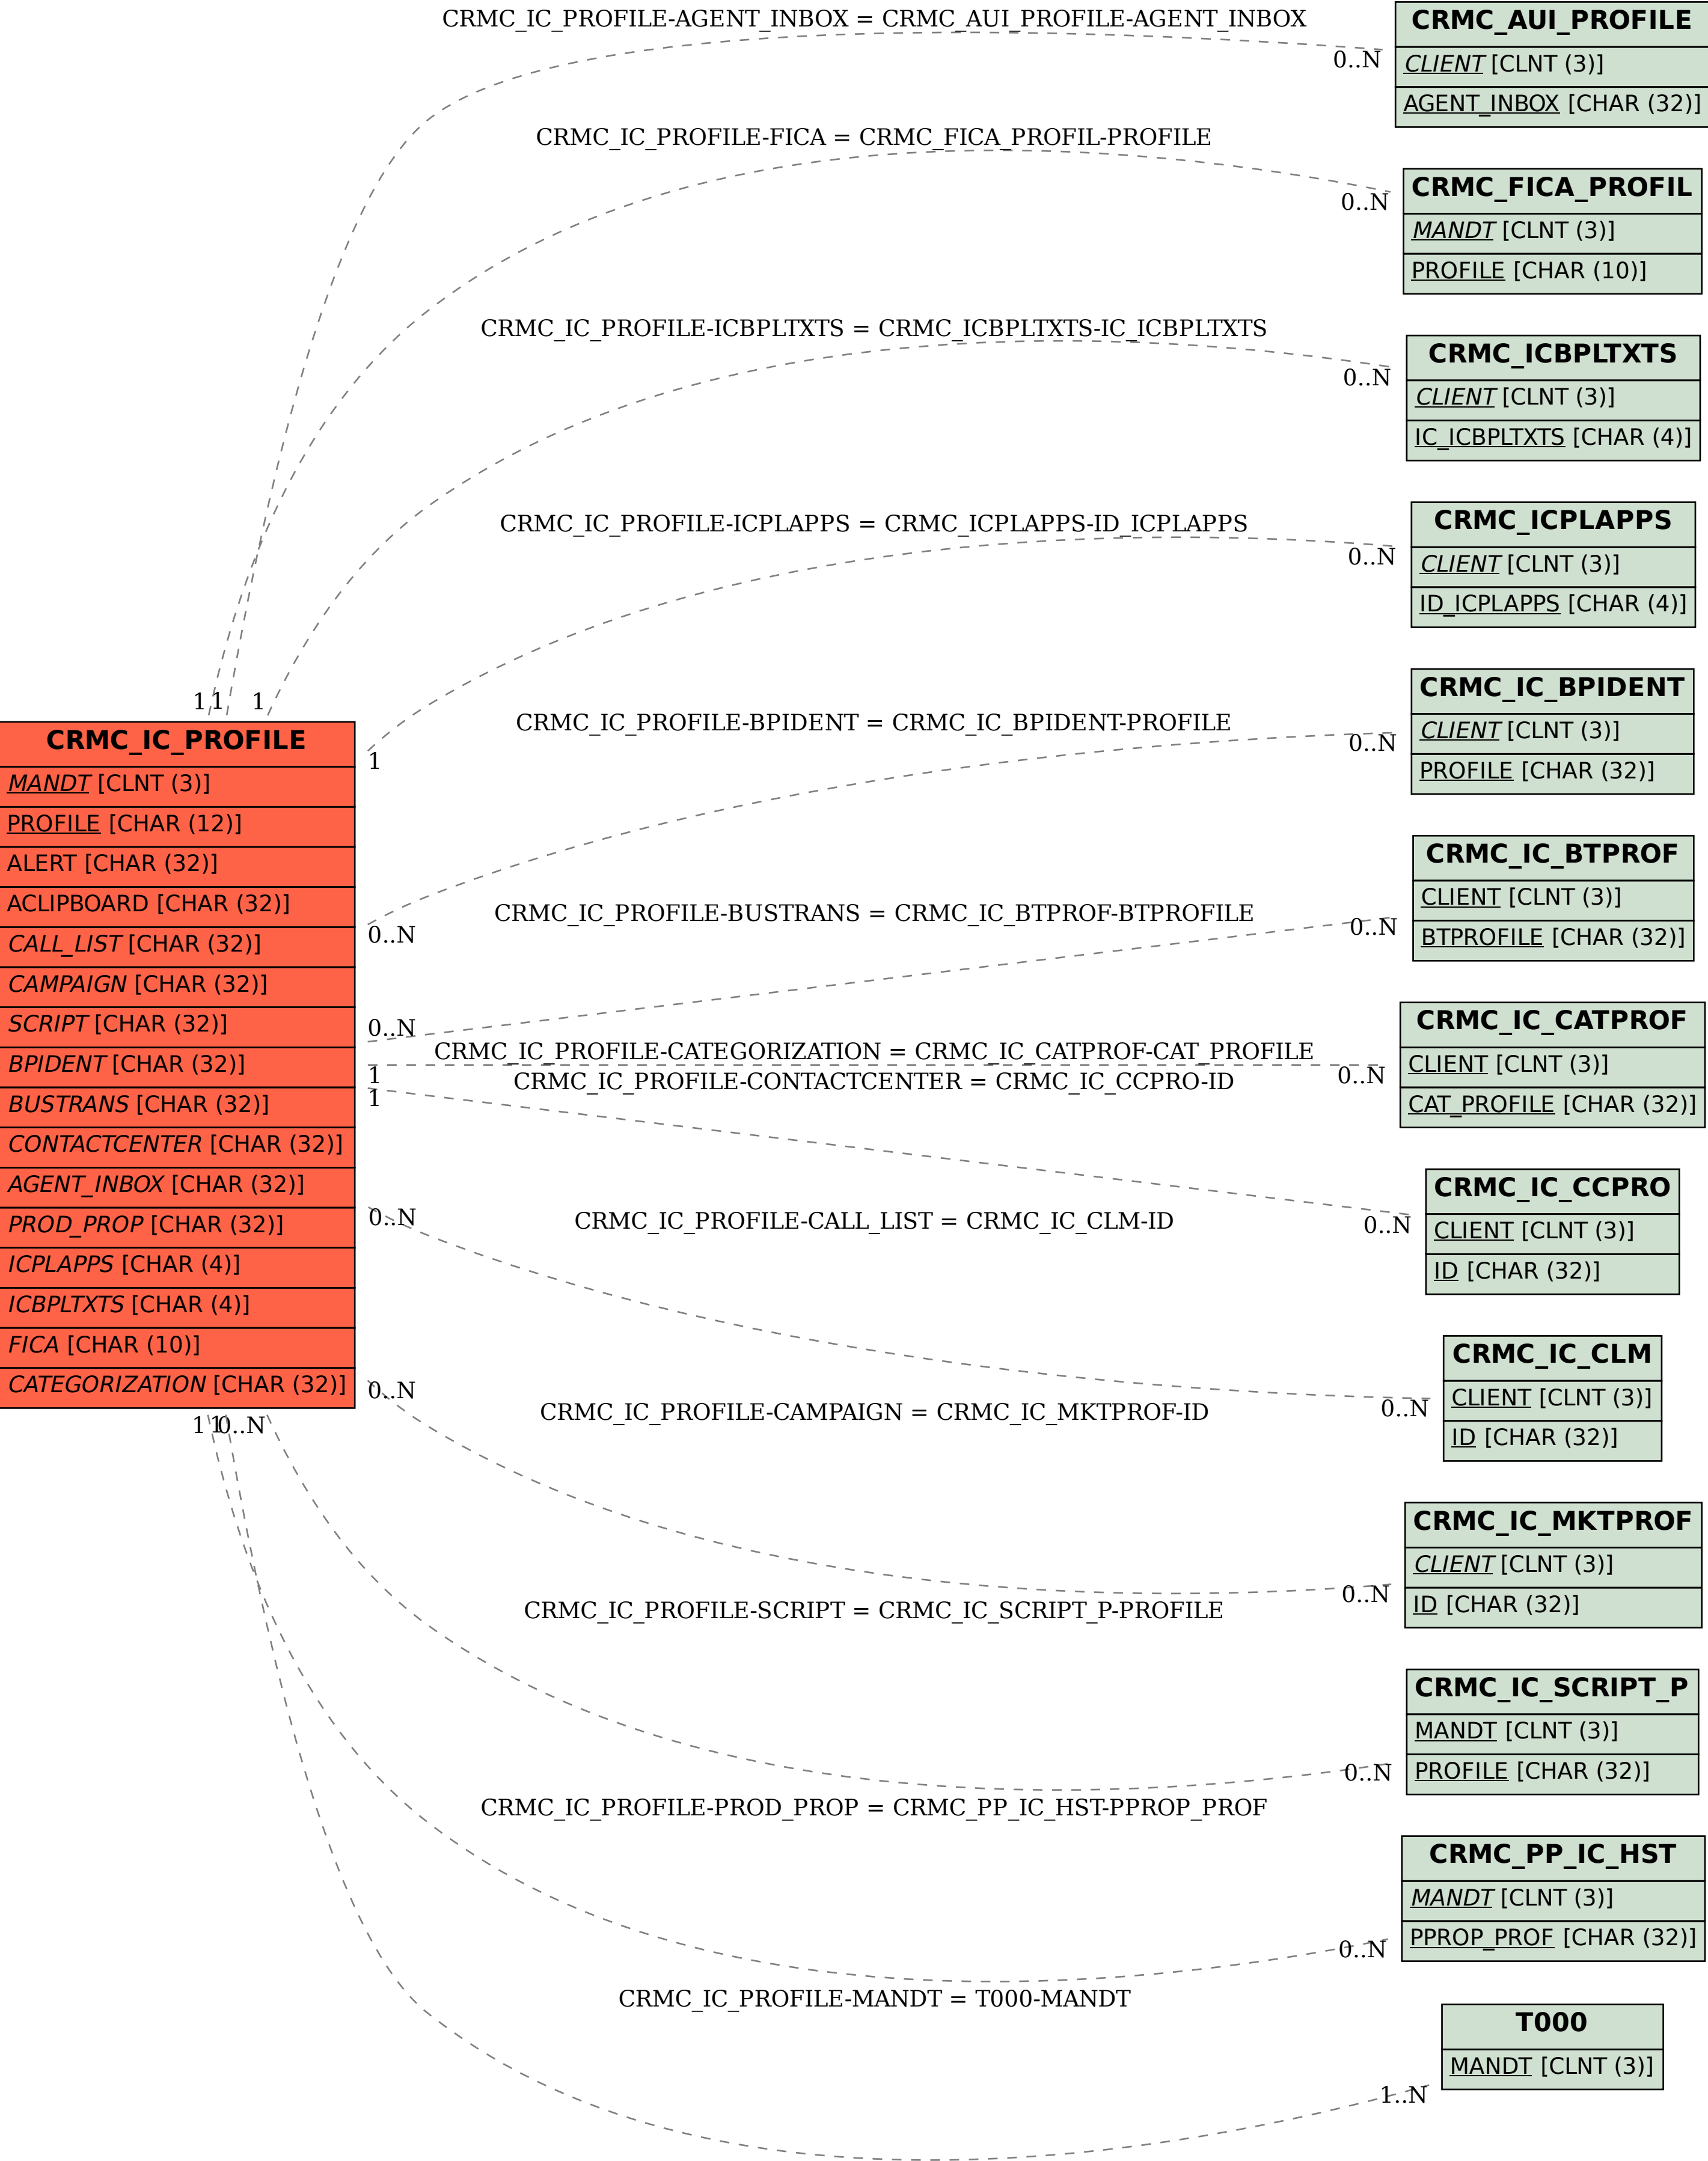 CRMC_IC_PROFILE-AGENT_INBOX = CRMC_AUI_PROFILE-AGENT_INBOX
0..N
CRMC_AUI_PROFILE
CLIENT [CLNT (3)]
AGENT_INBOX [CHAR (32)]
CRMC_IC_PROFILE-FICA = CRMC_FICA_PROFIL-PROFILE
0..N
CRMC_FICA_PROFIL
MANDT [CLNT (3)]
PROFILE [CHAR (10)]
CRMC_IC_PROFILE-ICBPLTXTS = CRMC_ICBPLTXTS-IC_ICBPLTXTS
0..N
CRMC_ICBPLTXTS
CLIENT [CLNT (3)]
IC_ICBPLTXTS [CHAR (4)]
CRMC_IC_PROFILE-ICPLAPPS = CRMC_ICPLAPPS-ID_ICPLAPPS
0..N
CRMC_ICPLAPPS
CLIENT [CLNT (3)]
ID_ICPLAPPS [CHAR (4)]
1 1 1
1
CRMC_IC_PROFILE
MANDT [CLNT (3)]
PROFILE [CHAR (12)]
ALERT [CHAR (32)]
ACLIPBOARD [CHAR (32)]
CALL_LIST [CHAR (32)]
CAMPAIGN [CHAR (32)]
SCRIPT [CHAR (32)]
BPIDENT [CHAR (32)]
BUSTRANS [CHAR (32)]
CONTACTCENTER [CHAR (32)]
AGENT_INBOX [CHAR (32)]
PROD_PROP [CHAR (32)]
ICPLAPPS [CHAR (4)]
ICBPLTXTS [CHAR (4)]
FICA [CHAR (10)]
CATEGORIZATION [CHAR (32)]
CRMC_IC_PROFILE-BPIDENT = CRMC_IC_BPIDENT-PROFILE
0..N
0..N
CRMC_IC_BPIDENT
CLIENT [CLNT (3)]
PROFILE [CHAR (32)]
CRMC_IC_PROFILE-BUSTRANS = CRMC_IC_BTPROF-BTPROFILE
0..N
0..N
CRMC_IC_BTPROF
CLIENT [CLNT (3)]
BTPROFILE [CHAR (32)]
CRMC_IC_PROFILE-CATEGORIZATION = CRMC_IC_CATPROF-CAT_PROFILE
1
0..N
CRMC_IC_CATPROF
CLIENT [CLNT (3)]
CAT_PROFILE [CHAR (32)]
CRMC_IC_PROFILE-CONTACTCENTER = CRMC_IC_CCPRO-ID
1
0..N
CRMC_IC_CCPRO
CLIENT [CLNT (3)]
ID [CHAR (32)]
CRMC_IC_PROFILE-CALL_LIST = CRMC_IC_CLM-ID
0..N
0..N
CRMC_IC_CLM
CLIENT [CLNT (3)]
ID [CHAR (32)]
CRMC_IC_PROFILE-CAMPAIGN = CRMC_IC_MKTPROF-ID
0..N
0..N
CRMC_IC_MKTPROF
CLIENT [CLNT (3)]
ID [CHAR (32)]
1 1 0..N
CRMC_IC_PROFILE-SCRIPT = CRMC_IC_SCRIPT_P-PROFILE
0..N
CRMC_IC_SCRIPT_P
MANDT [CLNT (3)]
PROFILE [CHAR (32)]
CRMC_IC_PROFILE-PROD_PROP = CRMC_PP_IC_HST-PPROP_PROF
0..N
CRMC_PP_IC_HST
MANDT [CLNT (3)]
PPROP_PROF [CHAR (32)]
CRMC_IC_PROFILE-MANDT = T000-MANDT
1..N
T000
MANDT [CLNT (3)]